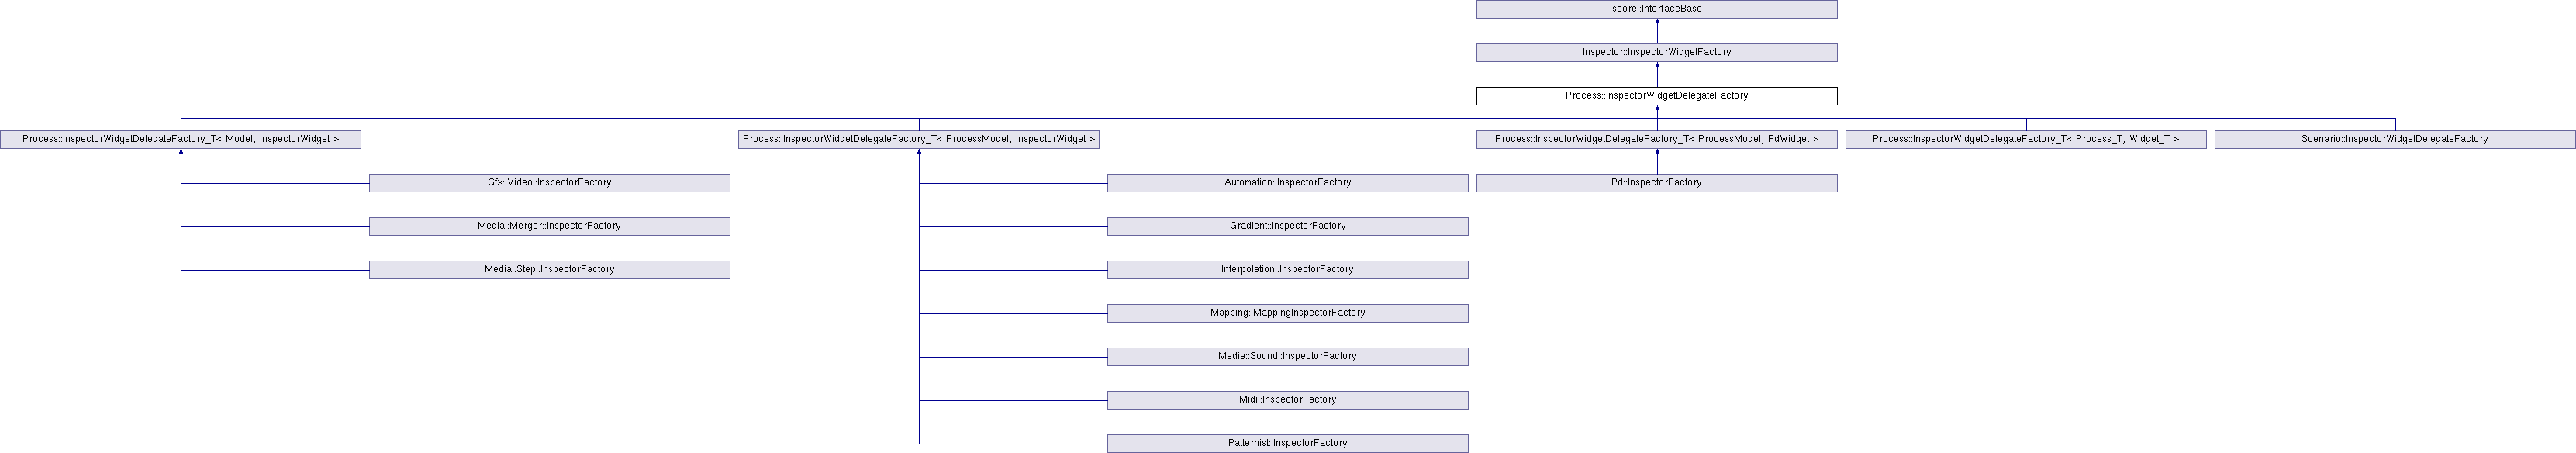 score::InterfaceBase
Inspector::InspectorWidgetFactory
Process::InspectorWidgetDelegateFactory
Process::InspectorWidgetDelegateFactory_T< Model, InspectorWidget >
Process::InspectorWidgetDelegateFactory_T< ProcessModel, InspectorWidget >
Process::InspectorWidgetDelegateFactory_T< ProcessModel, PdWidget >
Process::InspectorWidgetDelegateFactory_T< Process_T, Widget_T >
Scenario::InspectorWidgetDelegateFactory
Gfx::Video::InspectorFactory
Automation::InspectorFactory
Pd::InspectorFactory
Media::Merger::InspectorFactory
Gradient::InspectorFactory
Media::Step::InspectorFactory
Interpolation::InspectorFactory
Mapping::MappingInspectorFactory
Media::Sound::InspectorFactory
Midi::InspectorFactory
Patternist::InspectorFactory